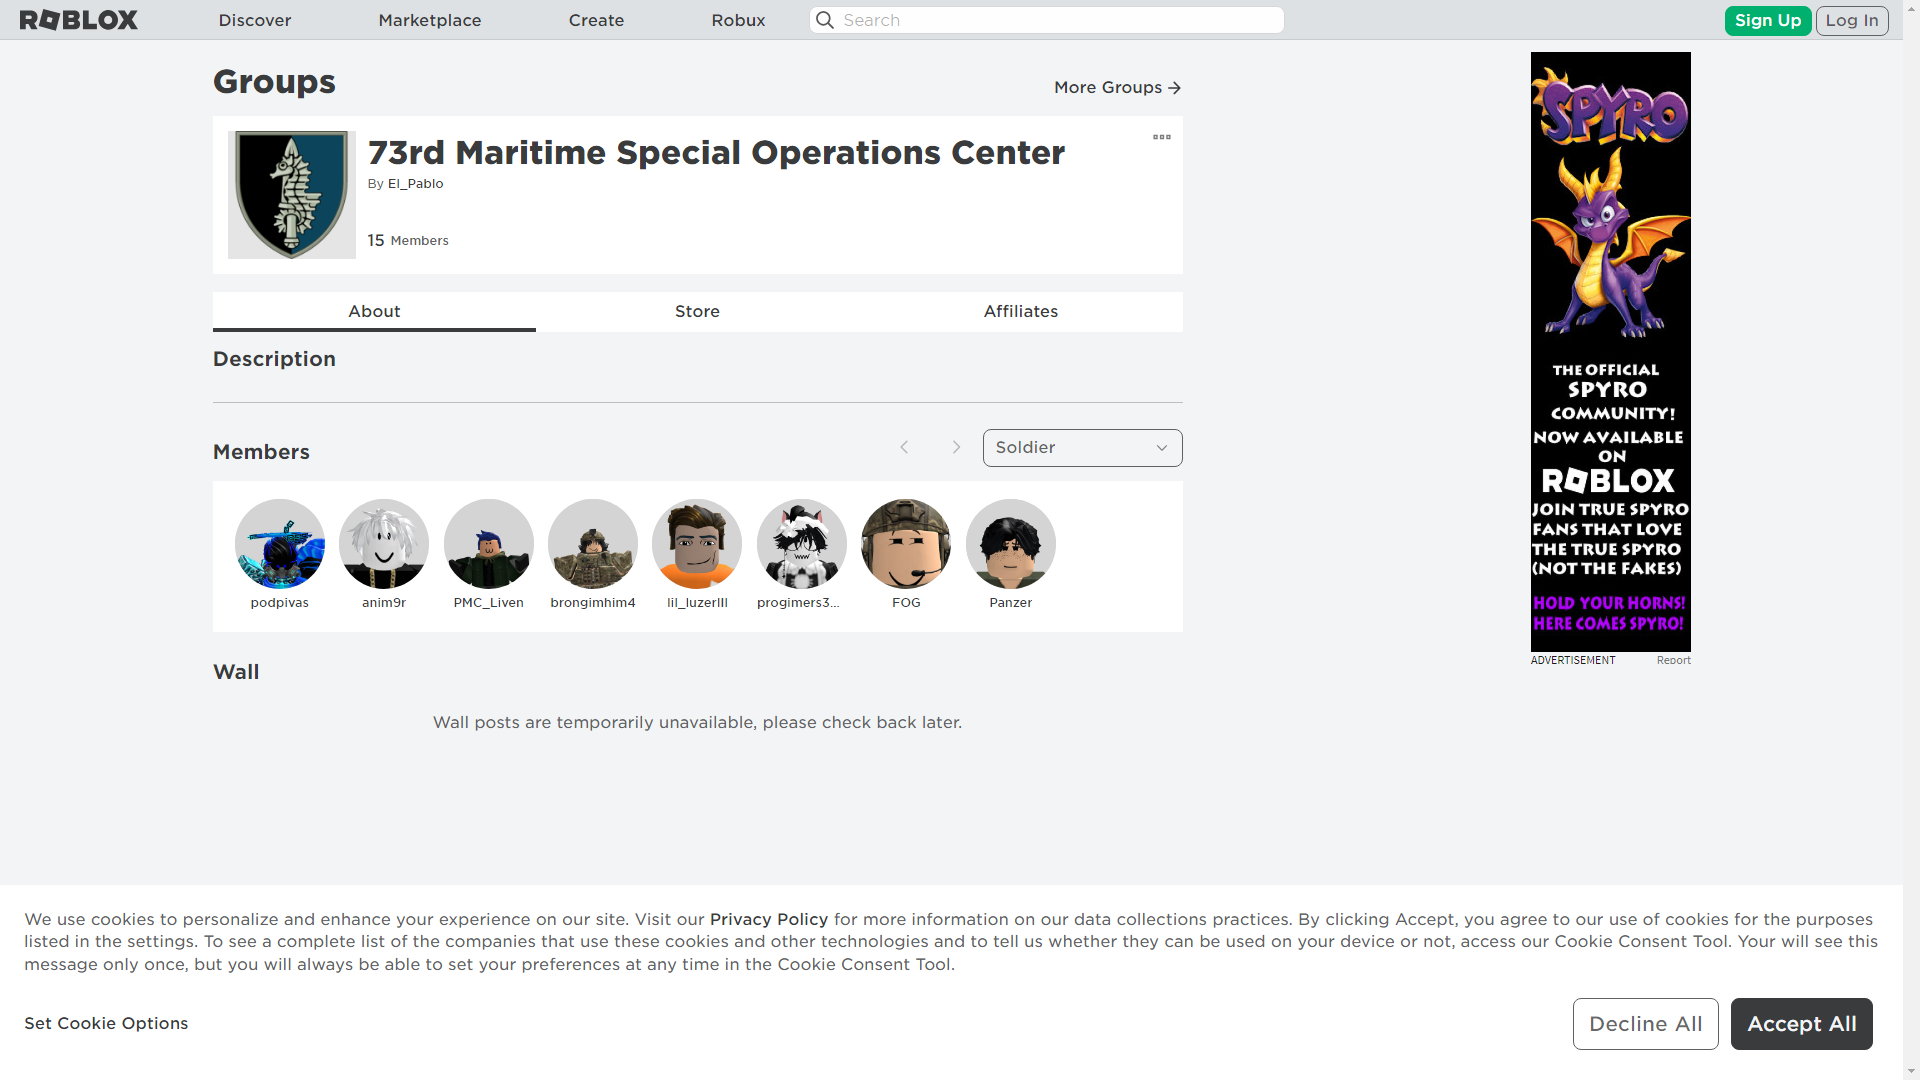 ROBLOX
Discover
Marketplace
Create
Robux
Search
Sign Up
Log In
Groups
More Groups
73rd Maritime Special Operations Center
By El_Pablo
15 Members
About
Store
Affiliates
Description
Members
Soldier
podpivas
anim9r
PMC_Liven
brongimhim4
lil_luzerlll
progimers3...
FOG
Panzer
Wall
Wall posts are temporarily unavailable, please check back later.
SPYRO
THE OFFICIAL
SPYRO
COMMUNITY!
NOW AVAILABLE
ON
ROBLOX
JOIN TRUE SPYRO
FANS THAT LOVE
THE TRUE SPYRO
(NOT THE FAKES)
HOLD YOUR HORNS!
HERE COMES SPYRO!
ADVERTISEMENT
Report
We use cookies to personalize and enhance your experience on our site. Visit our Privacy Policy for more information on our data collections practices. By clicking Accept, you agree to our use of cookies for the purposes
listed in the settings. To see a complete list of the companies that use these cookies and other technologies and to tell us whether they can be used on your device or not, access our Cookie Consent Tool. Your will see this
message only once, but you will always be able to set your preferences at any time in the Cookie Consent Tool.
Set Cookie Options
Decline All
Accept All